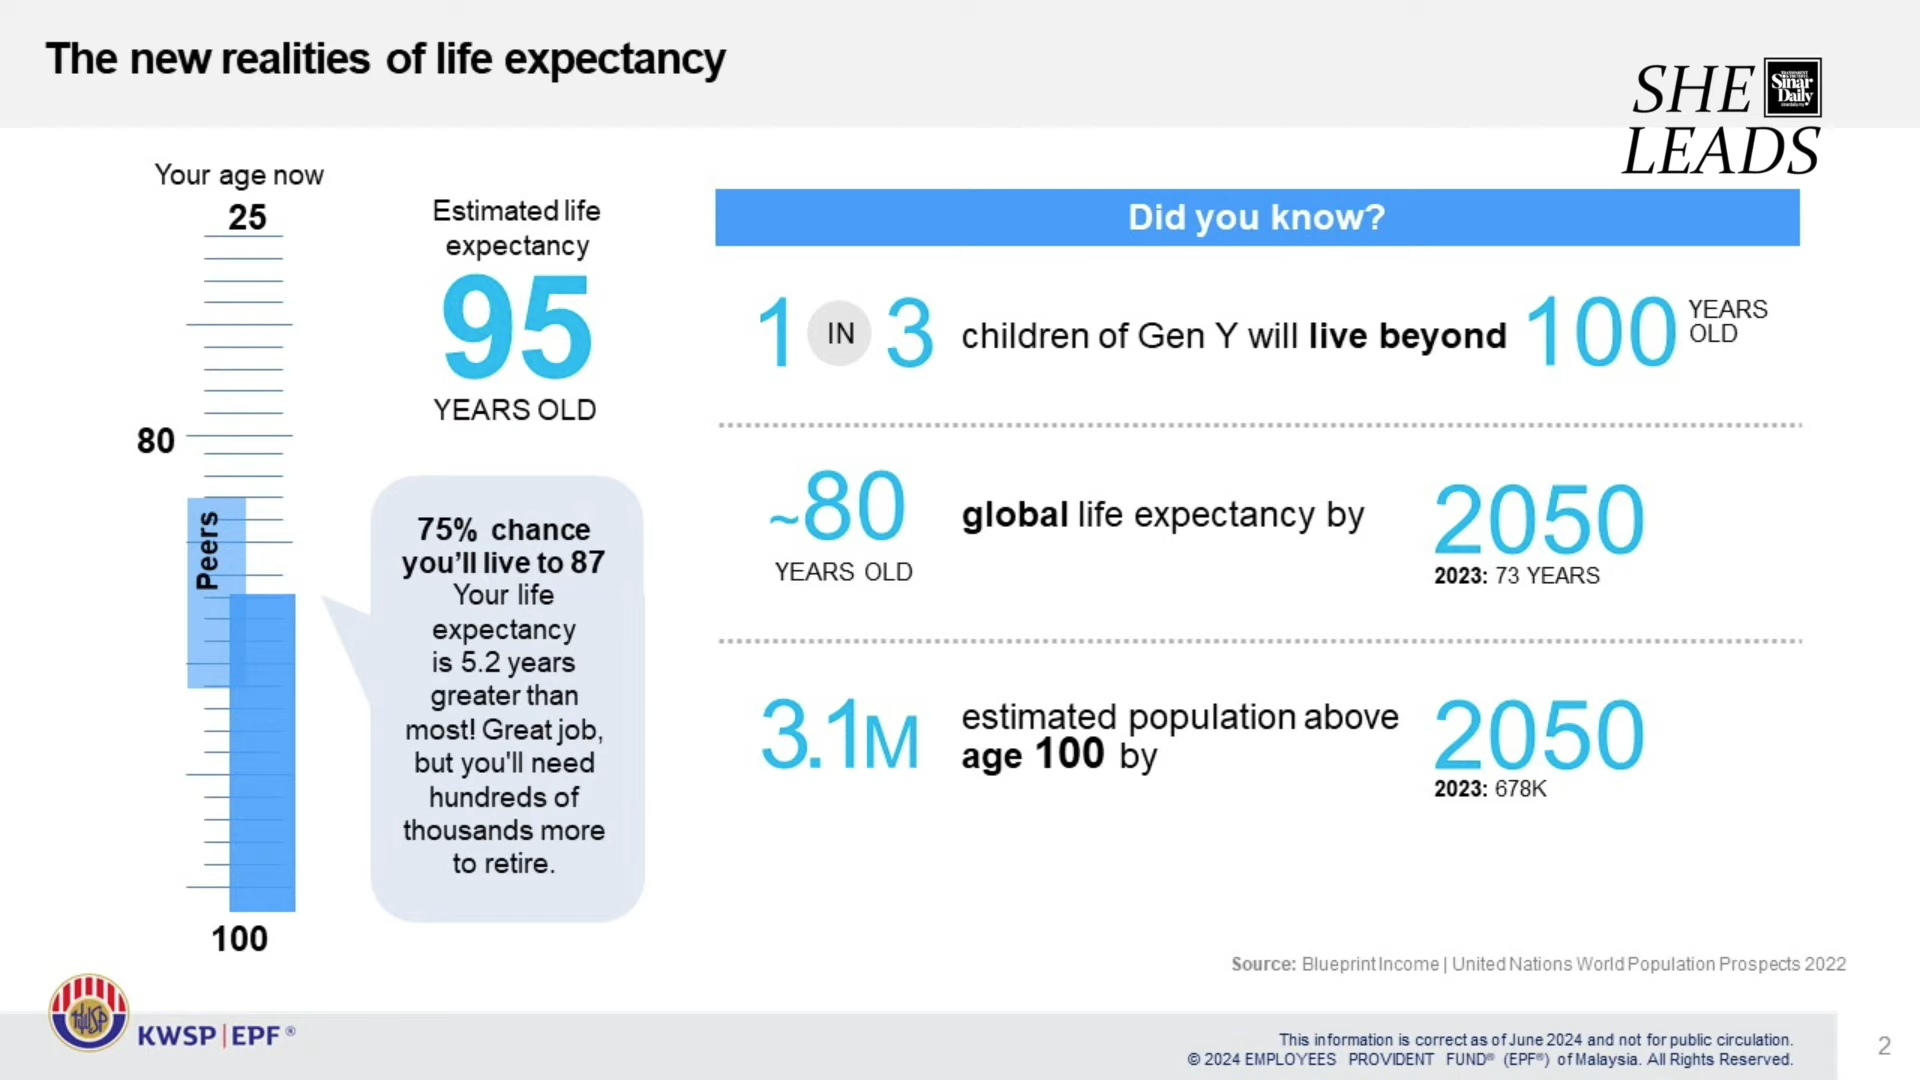 The new realities of life expectancy
SHE
Sinar
Daily
LEADS
Your age now
25
80
Peers
100
Estimated life
expectancy
95
YEARS OLD
75% chance
you'll live to 87
Your life
expectancy
is 5.2 years
greater than
most! Great job,
but you'll need
hundreds of
thousands more
to retire.
Did you know?
1 IN 3 children of Gen Y will live beyond 100 YEARS
OLD
~80 global life expectancy by 2050
YEARS OLD
2023: 73 YEARS
3.1M estimated population above
age 100 by 2050
2023: 678K
Source: Blueprint Income | United Nations World Population Prospects 2022
KWSP
KWSP | EPF ®
This information is correct as of June 2024 and not for public circulation.
© 2024 EMPLOYEES PROVIDENT FUND® (EPF®) of Malaysia. All Rights Reserved.
2